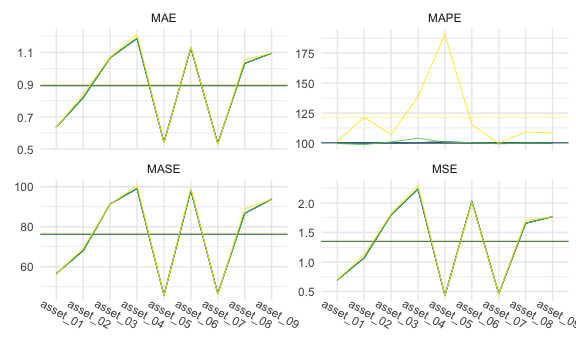 MAE
MAPE
1.1
0.9
0.7
0.5
175
150
125
100
MASE
MSE
100
80
60
2.0
1.5
1.0
0.5
asset_01
asset_02
asset_03
asset_04
asset_05
asset_06
asset_07
asset_08
asset_09
asset_01
asset_02
asset_03
asset_04
asset_05
asset_06
asset_07
asset_08
asset_09